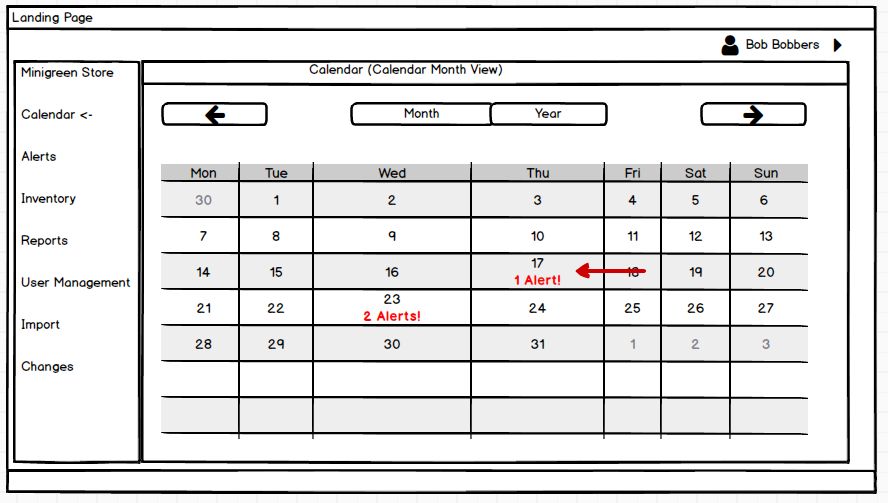 Landing Page
Bob Bobbers
Minigreen Store
Calendar <-
Alerts
Inventory
Reports
User Management
Import
Changes
Calendar (Calendar Month View)
Month Year
Mon Tue Wed Thu Fri Sat Sun
30 1 2 3 4 5 6
7 8 9 10 11 12 13
14 15 16 17 18 19 20
1 Alert!
21 22 23 24 25 26 27
2 Alerts!
28 29 30 31 1 2 3